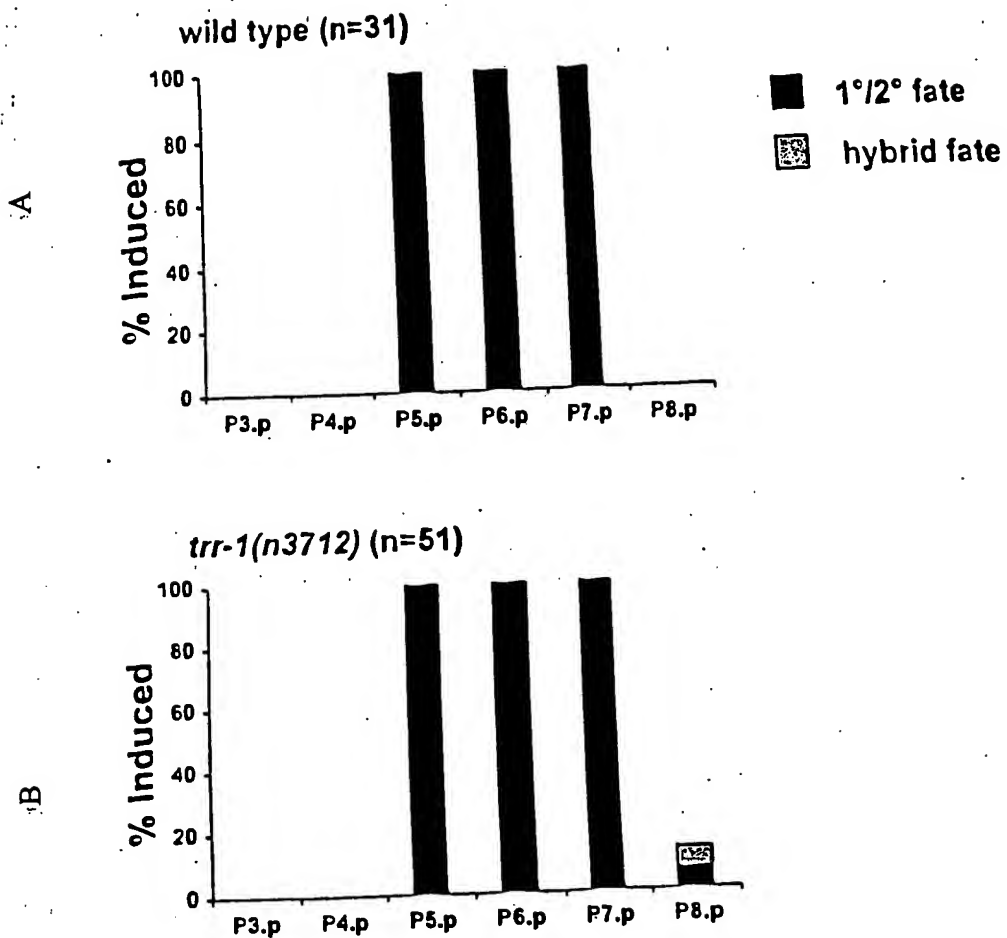 wild type (n=31)
A
% Induced
100
80
60
40
20
0
P3.p P4.p P5.p P6.p P7.p P8.p
1°/2° fate
hybrid fate
trr-1(n3712) (n=51)
B
% Induced
100
80
60
40
20
0
P3.p P4.p P5.p P6.p P7.p P8.p